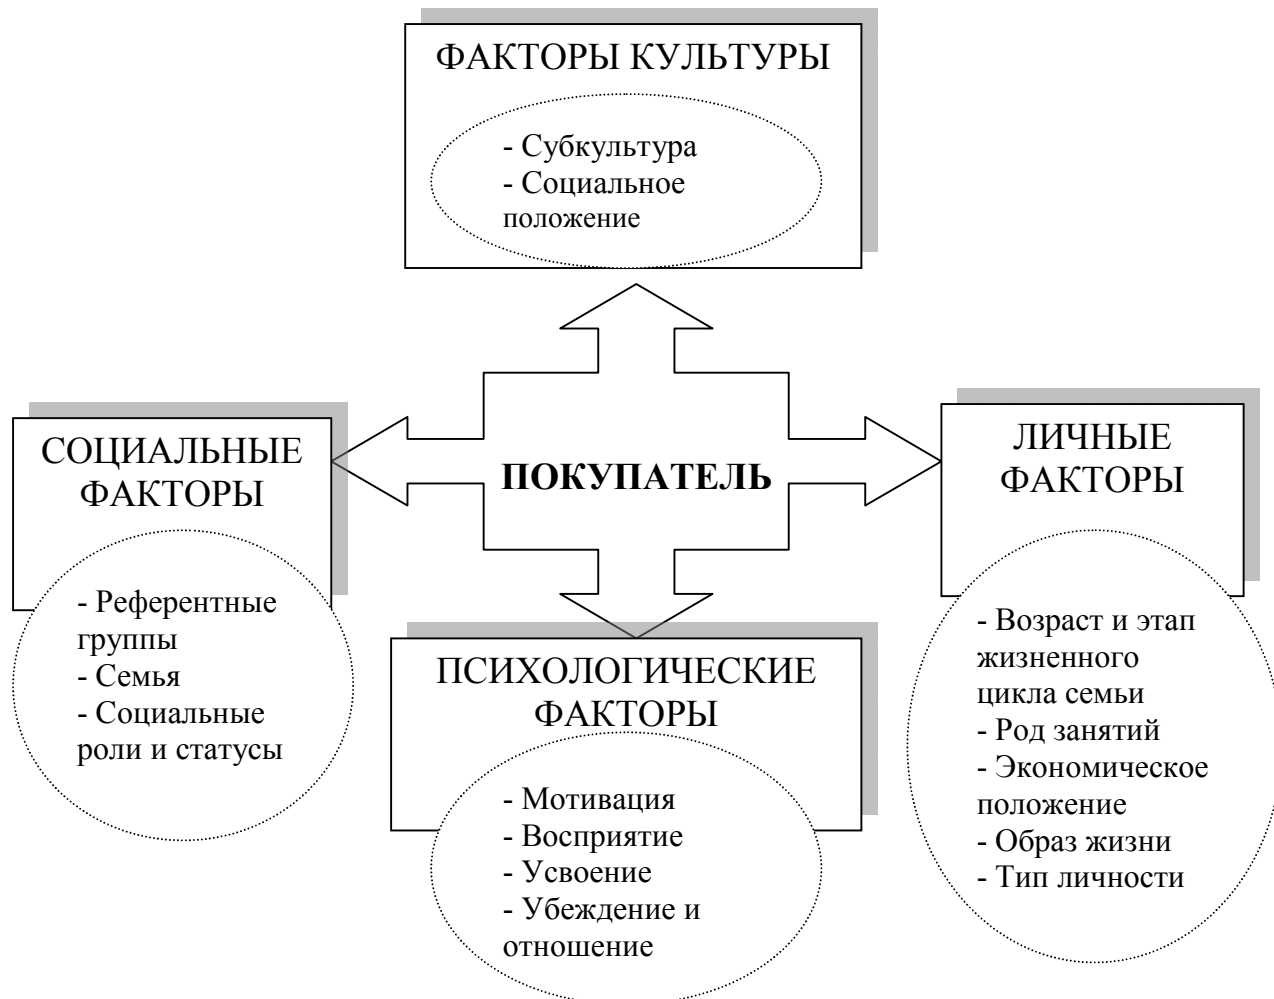 ФАКТОРЫ КУЛЬТУРЫ
- Субкультура
- Социальное
положение
СОЦИАЛЬНЫЕ
ФАКТОРЫ
- Референтные
группы
- Семья
- Социальные
роли и статусы
ПОКУПАТЕЛЬ
ЛИЧНЫЕ
ФАКТОРЫ
- Возраст и этап
жизненного
цикла семьи
- Род занятий
- Экономическое
положение
- Образ жизни
- Тип личности
ПСИХОЛОГИЧЕСКИЕ
ФАКТОРЫ
- Мотивация
- Восприятие
- Усвоение
- Убеждение и
отношение